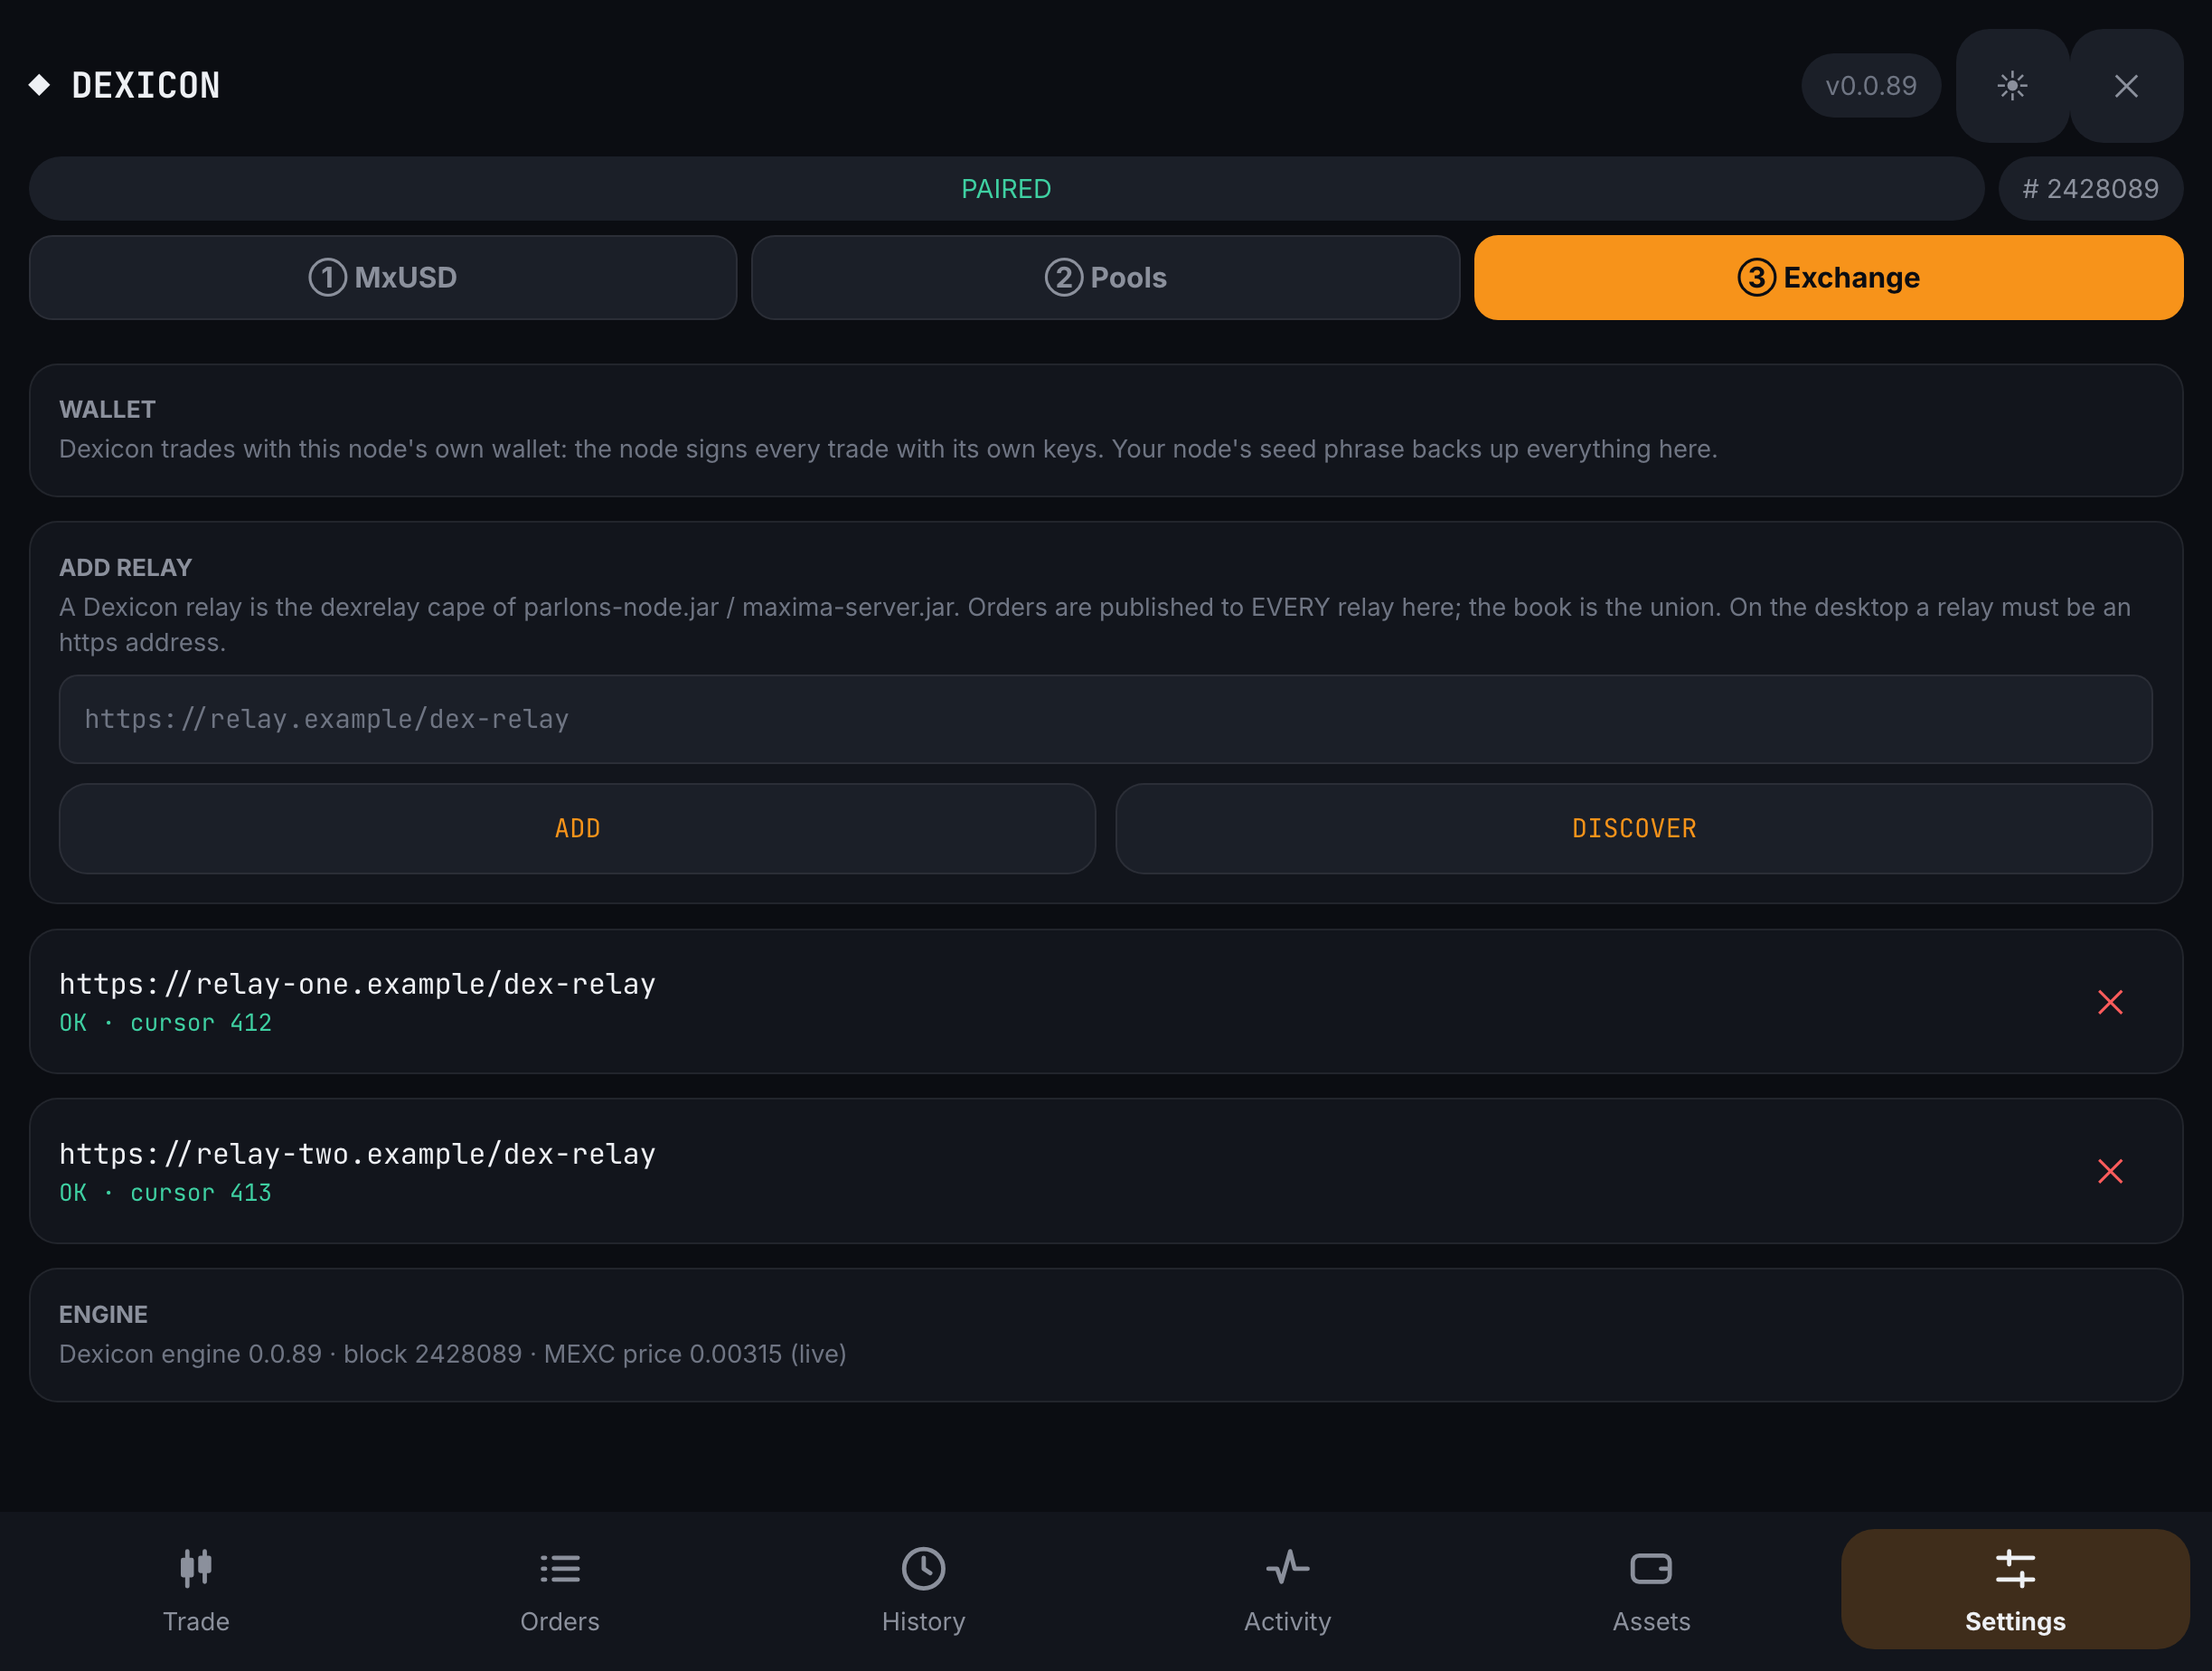 ◆ DEXICON
v0.0.89
PAIRED
# 2428089
① MxUSD
② Pools
③ Exchange
WALLET
Dexicon trades with this node's own wallet: the node signs every trade with its own keys. Your node's seed phrase backs up everything here.
ADD RELAY
A Dexicon relay is the dexrelay cape of parlons-node.jar / maxima-server.jar. Orders are published to EVERY relay here; the book is the union. On the desktop a relay must be an
https address.
https://relay.example/dex-relay
ADD
DISCOVER
https://relay-one.example/dex-relay
OK · cursor 412
https://relay-two.example/dex-relay
OK · cursor 413
ENGINE
Dexicon engine 0.0.89 · block 2428089 · MEXC price 0.00315 (live)
Trade
Orders
History
Activity
Assets
Settings